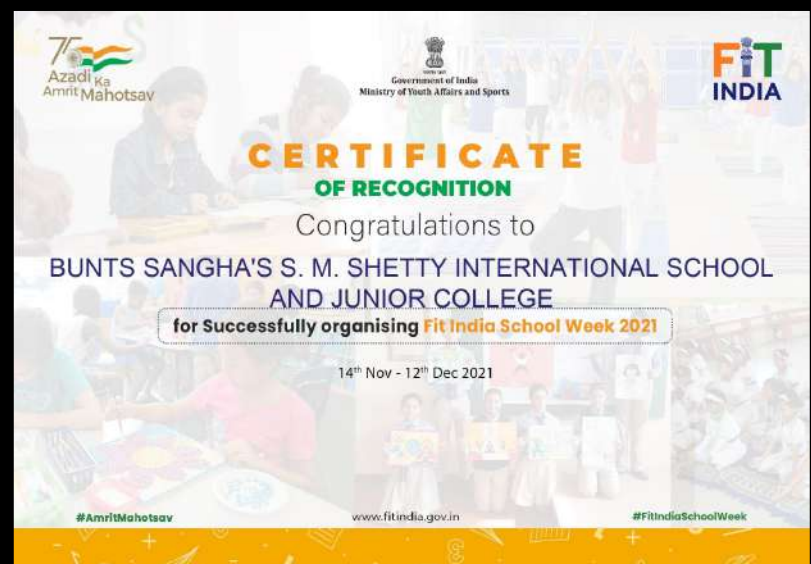 75
Azadi Ka
Amrit Mahotsav
Government of India
Ministry of Youth Affairs and Sports
FIT
INDIA
CERTIFICATE
OF RECOGNITION
Congratulations to
BUNTS SANGHA'S S. M. SHETTY INTERNATIONAL SCHOOL
AND JUNIOR COLLEGE
for Successfully organising Fit India School Week 2021
14th Nov - 12th Dec 2021
#AmritMahotsav
www.fitindia.gov.in
#FitIndiaSchoolWeek